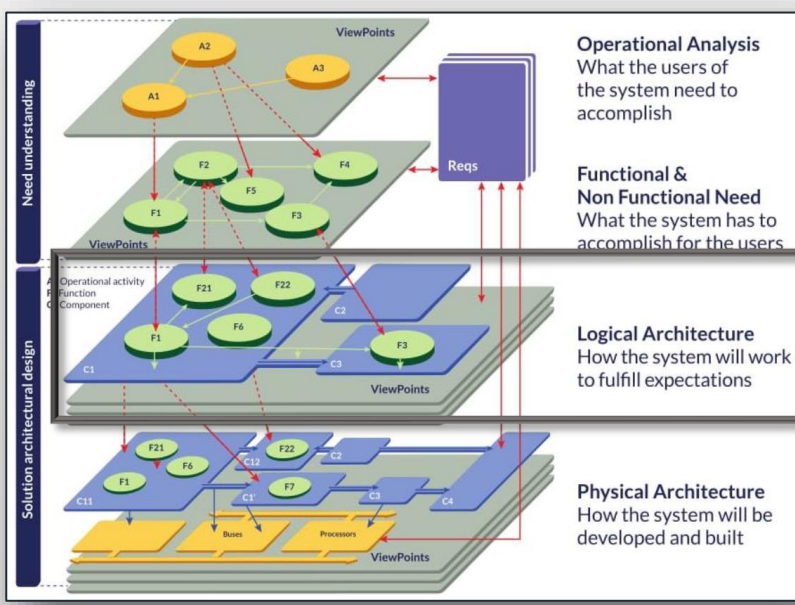 Need understanding
Solution architectural design
ViewPoints
A2
A3
A1
Reqs
F2
F4
F5
F1
F3
ViewPoints
A: Operational activity
F: Function
C: Component
F21
F22
C2
F1
F6
F3
C1
C3
ViewPoints
F21
F22
C2
F1
F6
C12
F7
C11
C1'
C3
C4
Buses
Processors
ViewPoints
Operational Analysis
What the users of
the system need to
accomplish
Functional &
Non Functional Need
What the system has to
accomplish for the users
Logical Architecture
How the system will work
to fulfill expectations
Physical Architecture
How the system will be
developed and built